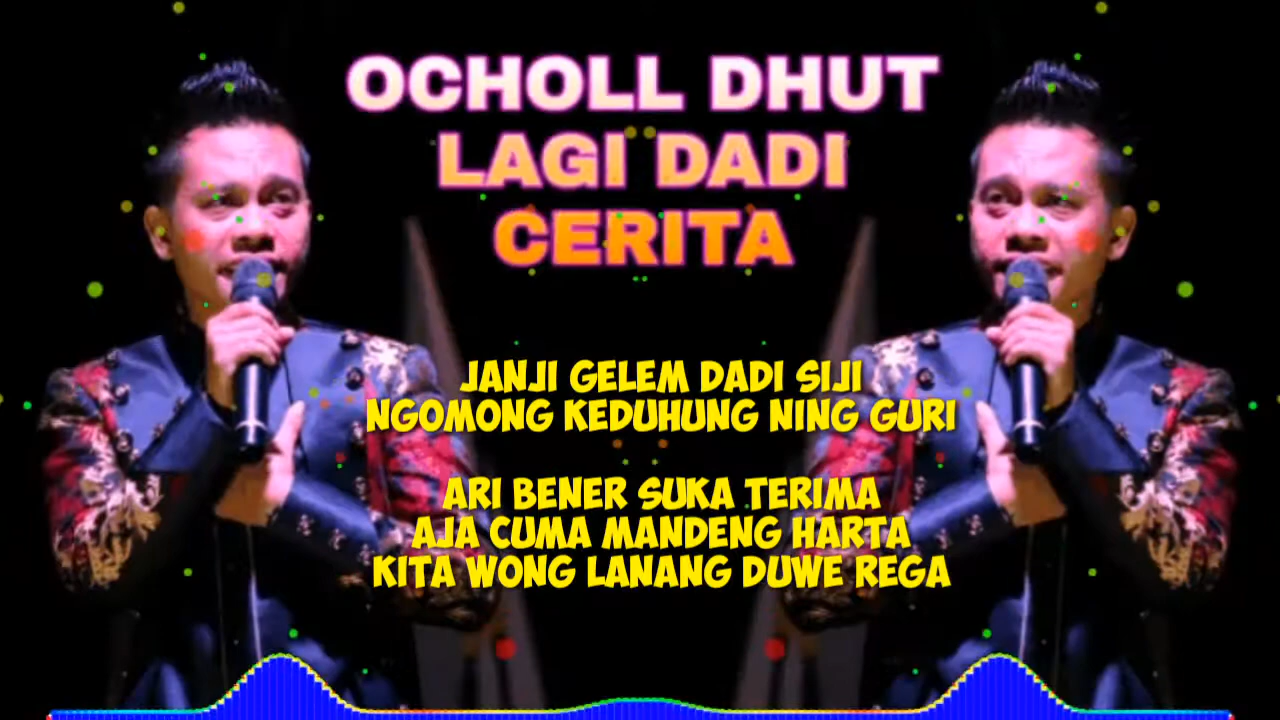 OCHOLL DHUT
LAGI DADI
CERITA
JANJI GELEM DADI SIJI
NGOMONG KEDUHUNG NING GURI
ARI BENER SUKA TERIMA
AJA CUMA MANDENG HARTA
KITA WONG LANANG DUWE REGA